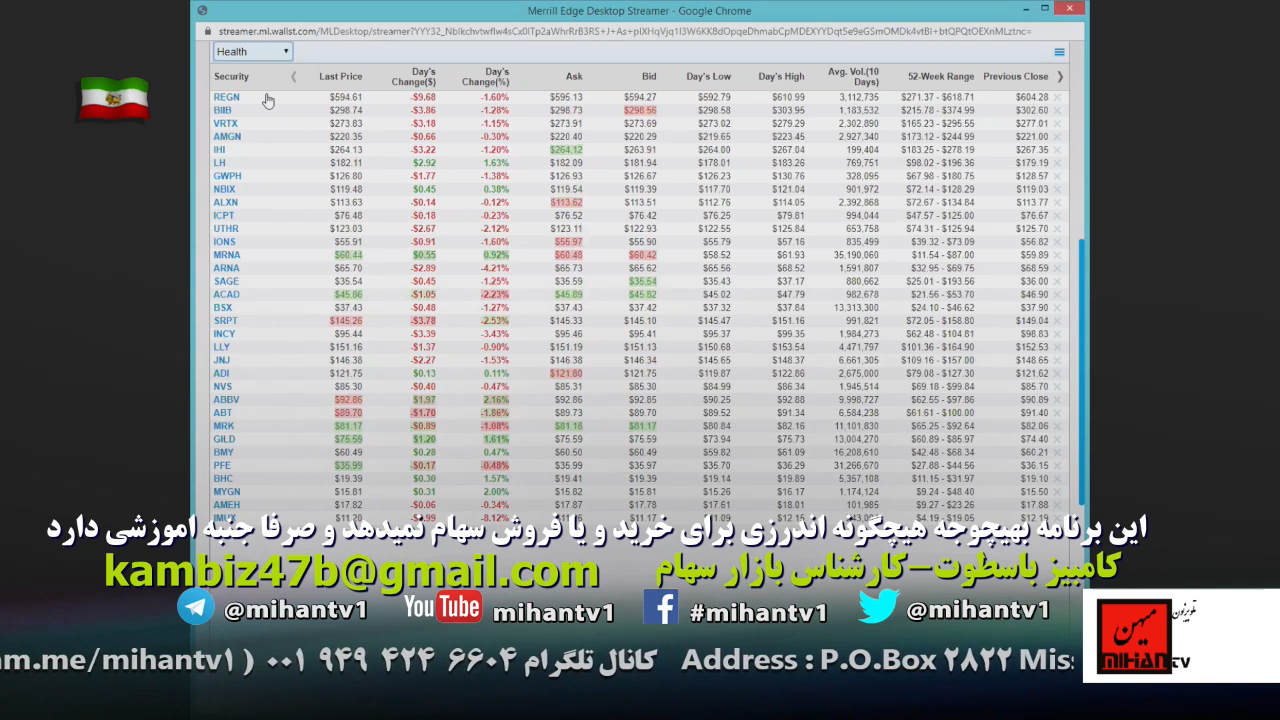 Merrill Edge Desktop Streamer - Google Chrome
Health
Security Last Price Day's Change($) Day's Change(%) Ask Bid Day's Low Day's High Avg. Vol.(10 Days) 52-Week Range Previous Close
REGN $594.61 -$9.68 -1.60% $595.13 $594.27 $592.79 $610.99 3,112,735 $271.37 - $618.71 $604.28
BIIB $298.74 -$3.86 -1.28% $298.73 $298.56 $298.58 $303.95 1,183,532 $215.78 - $374.99 $302.60
VRTX $273.83 -$3.18 -1.15% $273.91 $273.69 $273.02 $279.29 2,302,890 $165.23 - $295.55 $277.01
AMGN $220.35 -$0.66 -0.30% $220.40 $220.29 $219.65 $223.45 2,927,340 $173.12 - $244.99 $221.00
IHI $264.13 -$3.22 -1.20% $264.12 $263.91 $264.00 $267.04 199,404 $183.25 - $278.19 $267.35
LH $182.11 $2.92 1.63% $182.09 $181.94 $178.01 $183.26 769,751 $98.02 - $196.36 $179.19
GWPH $126.80 -$1.77 -1.38% $126.93 $126.67 $126.23 $130.76 328,095 $67.98 - $180.75 $128.57
NBIX $119.48 $0.45 0.38% $119.54 $119.39 $117.70 $121.04 901,972 $72.14 - $128.29 $119.03
ALXN $113.63 -$0.14 -0.12% $113.62 $113.51 $112.76 $114.05 2,392,868 $72.67 - $134.84 $113.77
ICPT $76.48 -$0.18 -0.23% $76.52 $76.42 $76.25 $79.81 994,044 $47.57 - $125.00 $76.67
UTHR $123.03 -$2.67 -2.12% $123.11 $122.93 $122.55 $125.84 653,758 $74.31 - $125.94 $125.70
IONS $55.91 -$0.91 -1.60% $55.97 $55.90 $55.79 $57.16 835,499 $39.32 - $73.09 $56.82
MRNA $60.44 $0.55 0.92% $60.48 $60.42 $58.52 $61.93 35,190,060 $11.54 - $87.00 $59.89
ARNA $65.70 -$2.89 -4.21% $65.73 $65.62 $65.56 $68.52 1,591,807 $32.95 - $69.75 $68.59
SAGE $35.54 -$0.45 -1.25% $35.59 $35.54 $35.43 $37.17 880,662 $25.01 - $193.56 $36.00
ACAD $45.86 -$1.05 -2.23% $45.89 $45.82 $45.02 $47.79 982,678 $21.56 - $53.70 $46.90
BSX $37.43 -$0.48 -1.27% $37.43 $37.42 $37.32 $37.84 13,313,300 $24.10 - $46.62 $37.90
SRPT $145.26 -$3.78 -2.53% $145.33 $145.10 $145.47 $151.16 991,821 $72.05 - $158.80 $149.04
INCY $95.44 -$3.39 -3.43% $95.46 $95.41 $95.37 $99.35 1,984,273 $62.48 - $104.81 $98.83
LLY $151.16 -$1.37 -0.90% $151.19 $151.13 $150.68 $153.54 4,471,797 $101.36 - $164.90 $152.53
JNJ $146.38 -$2.27 -1.53% $146.38 $146.34 $145.65 $148.37 6,661,305 $109.16 - $157.00 $148.65
ADI $121.75 $0.13 0.11% $121.80 $121.75 $119.87 $122.86 2,675,000 $79.08 - $127.30 $121.62
NVS $85.30 -$0.40 -0.47% $85.31 $85.30 $84.99 $86.34 1,945,514 $69.18 - $99.84 $85.70
ABBV $92.86 $1.97 2.16% $92.86 $92.85 $90.25 $92.88 9,998,727 $62.55 - $97.86 $90.89
ABT $89.70 -$1.70 -1.86% $89.73 $89.70 $89.52 $91.34 6,584,238 $61.61 - $100.00 $91.40
MRK $81.17 -$0.89 -1.08% $81.18 $81.17 $80.84 $82.16 11,101,830 $65.25 - $92.64 $82.06
GILD $75.59 $1.20 1.61% $75.59 $75.59 $73.94 $75.73 13,004,270 $60.89 - $85.97 $74.40
BMY $60.49 $0.28 0.47% $60.50 $60.49 $59.82 $61.09 16,208,610 $42.48 - $68.34 $60.21
PFE $35.99 -$0.17 -0.48% $35.99 $35.97 $35.70 $36.29 31,266,670 $27.88 - $44.56 $36.15
BHC $19.39 $0.30 1.57% $19.41 $19.39 $19.14 $19.89 4,137,196 $11.15 - $31.97 $19.10
MYGN $15.81 $0.31 2.00% $15.82 $15.81 $15.26 $16.17 1,174,124 $9.24 - $48.40 $15.50
AMEH $17.82 -$0.06 -0.34% $17.82 $17.78 $17.61 $18.01 101,985 $9.27 - $23.26 $17.88
-8.12%
این برنامه بهیچوجه هیچگونه اندرزی برای خرید و یا فروش سهام نمیدهد و صرفا جنبه اموزشی دارد
kambiz47b@gmail.com کامبیز باسطوت-کارشناس بازار سهام
@mihantv1 YouTube mihantv1 #mihantv1 @mihantv1
am.me/mihantv1 ( ۰۰۱ ۹۴۹ ۴۲۴ ۶۶۰۴ کانال تلگرام Address : P.O.Box ۲۸۲۲ Miss
تلویزیون
میهن
MIHAN TV